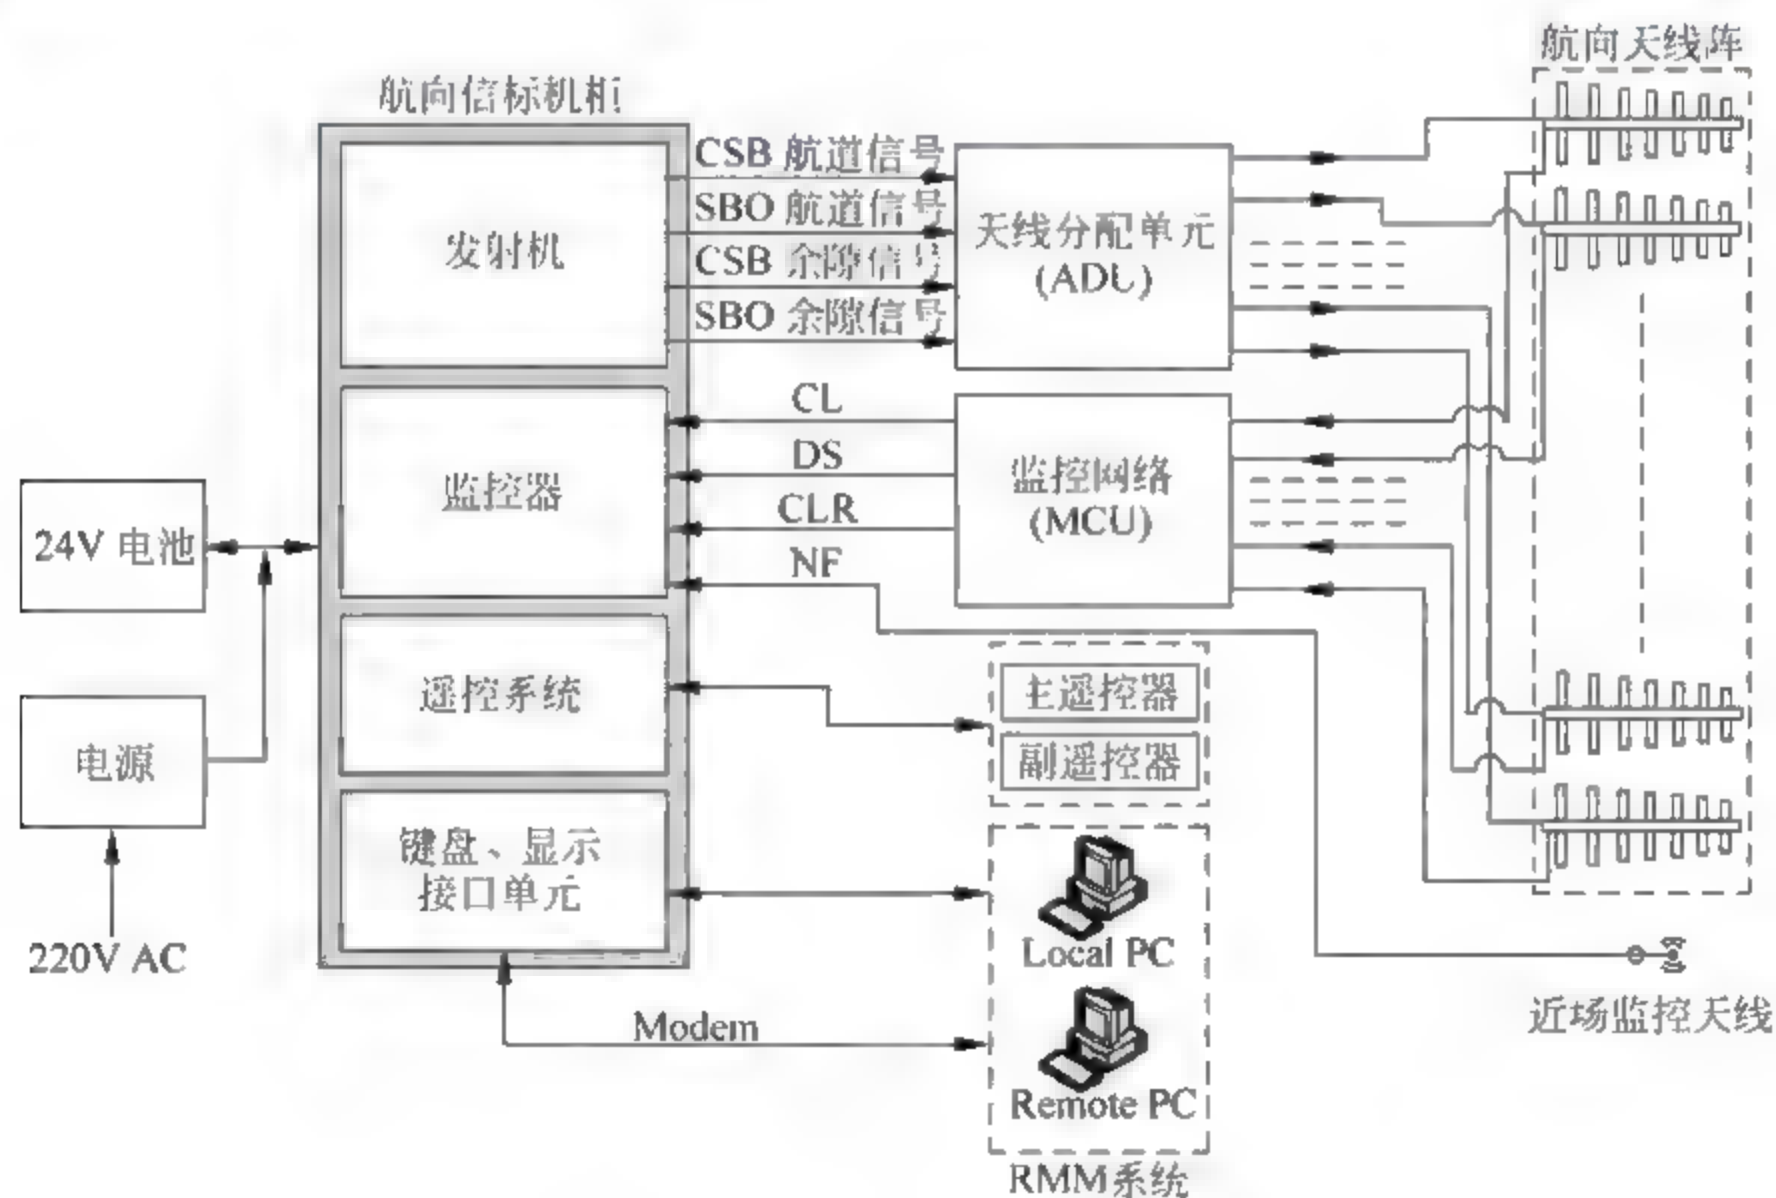 航向天线阵
航向信标机柜
CSB 航道信号
SBO 航道信号
CSB 余隙信号
SBO 余隙信号
发射机
天线分配单元
(ADU)
CL
DS
CLR
NF
监控器
监控网络
(MCU)
24V 电池
遥控系统
主遥控器
副遥控器
电源
键盘、显示
接口单元
220V AC
Local PC
近场监控天线
Modem
Remote PC
RMM系统